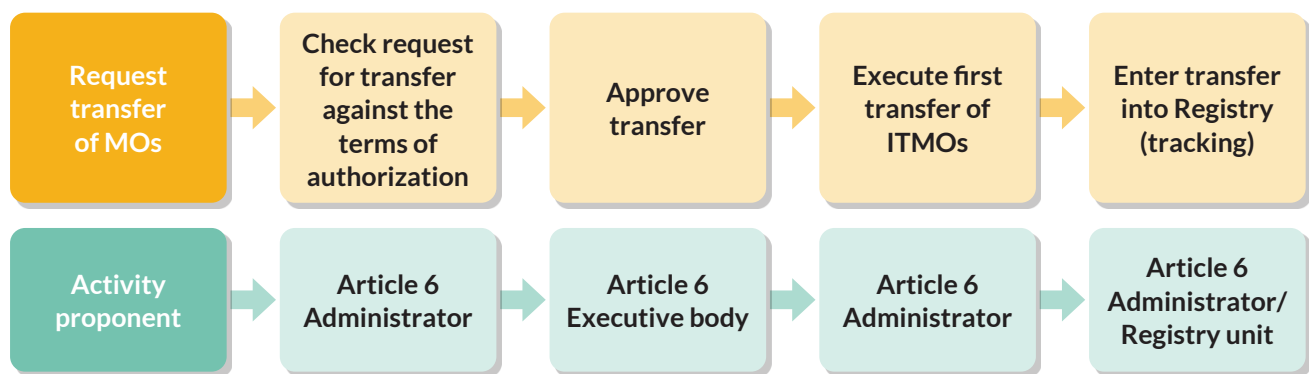 Request
transfer
of MOs
Check request
for transfer
against the
terms of
authorization
Approve
transfer
Execute first
transfer of
ITMOs
Enter transfer
into Registry
(tracking)
Activity
proponent
Article 6
Administrator
Article 6
Executive body
Article 6
Administrator
Article 6
Administrator/
Registry unit